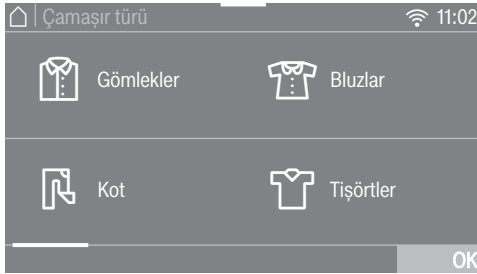 Çamaşır türü 11:02
Gömlekler Bluzlar
Kot Tişörtler
OK